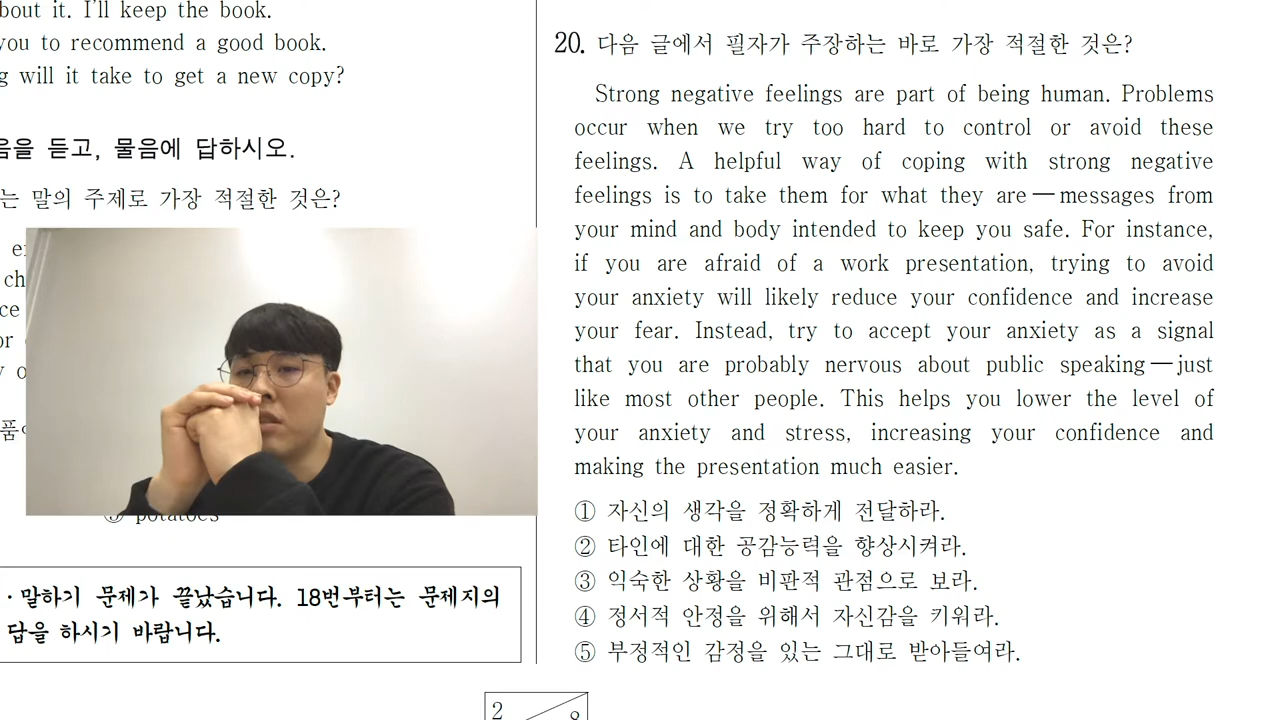 bout it. I'll keep the book.
you to recommend a good book.
will it take to get a new copy?
듣고, 물음에 답하시오.
는 말의 주제로 가장 적절한 것은?
potatoes
· 말하기 문제가 끝났습니다. 18번부터는 문제지의
답을 하시기 바랍니다.
2
20. 다음 글에서 필자가 주장하는 바로 가장 적절한 것은?
Strong negative feelings are part of being human. Problems
occur when we try too hard to control or avoid these
feelings. A helpful way of coping with strong negative
feelings is to take them for what they are — messages from
your mind and body intended to keep you safe. For instance,
if you are afraid of a work presentation, trying to avoid
your anxiety will likely reduce your confidence and increase
your fear. Instead, try to accept your anxiety as a signal
that you are probably nervous about public speaking — just
like most other people. This helps you lower the level of
your anxiety and stress, increasing your confidence and
making the presentation much easier.
① 자신의 생각을 정확하게 전달하라.
② 타인에 대한 공감능력을 향상시켜라.
③ 익숙한 상황을 비판적 관점으로 보라.
④ 정서적 안정을 위해서 자신감을 키워라.
⑤ 부정적인 감정을 있는 그대로 받아들여라.